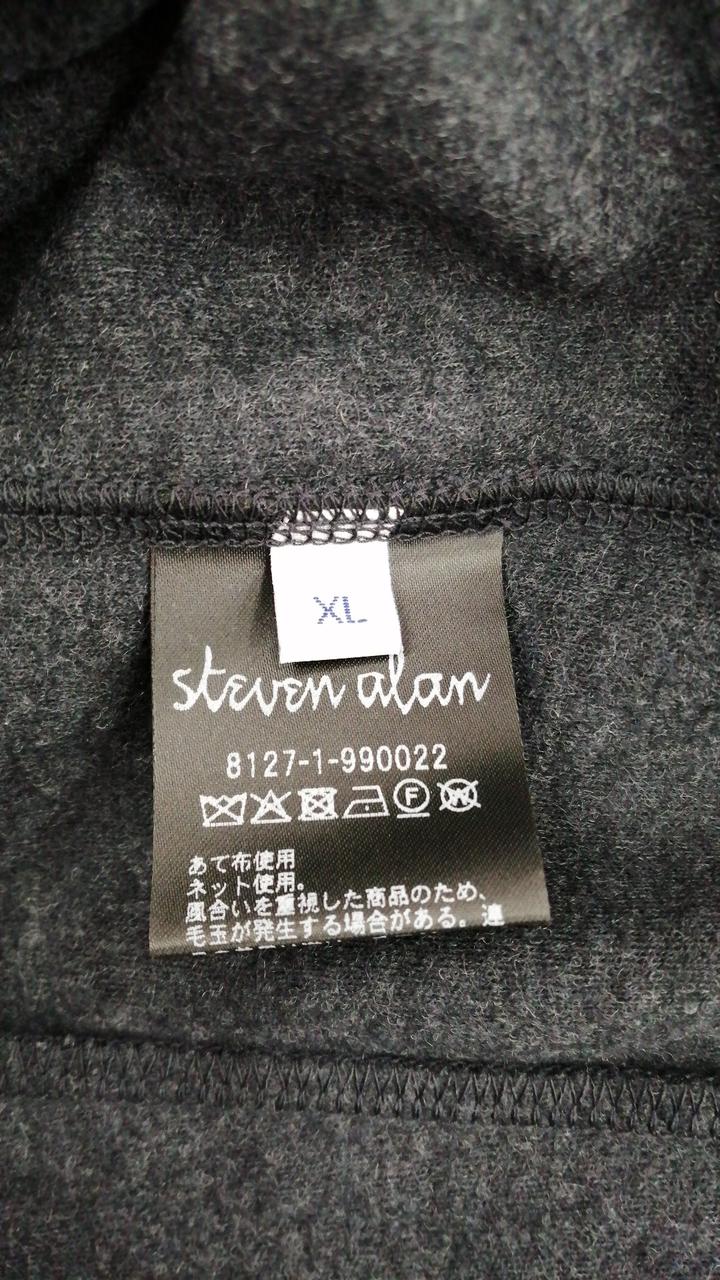 XL
steven alan
8127-1-990022
F W
あて布使用
ネット使用。
風合いを重視した商品のため、
毛玉が発生する場合がある。連